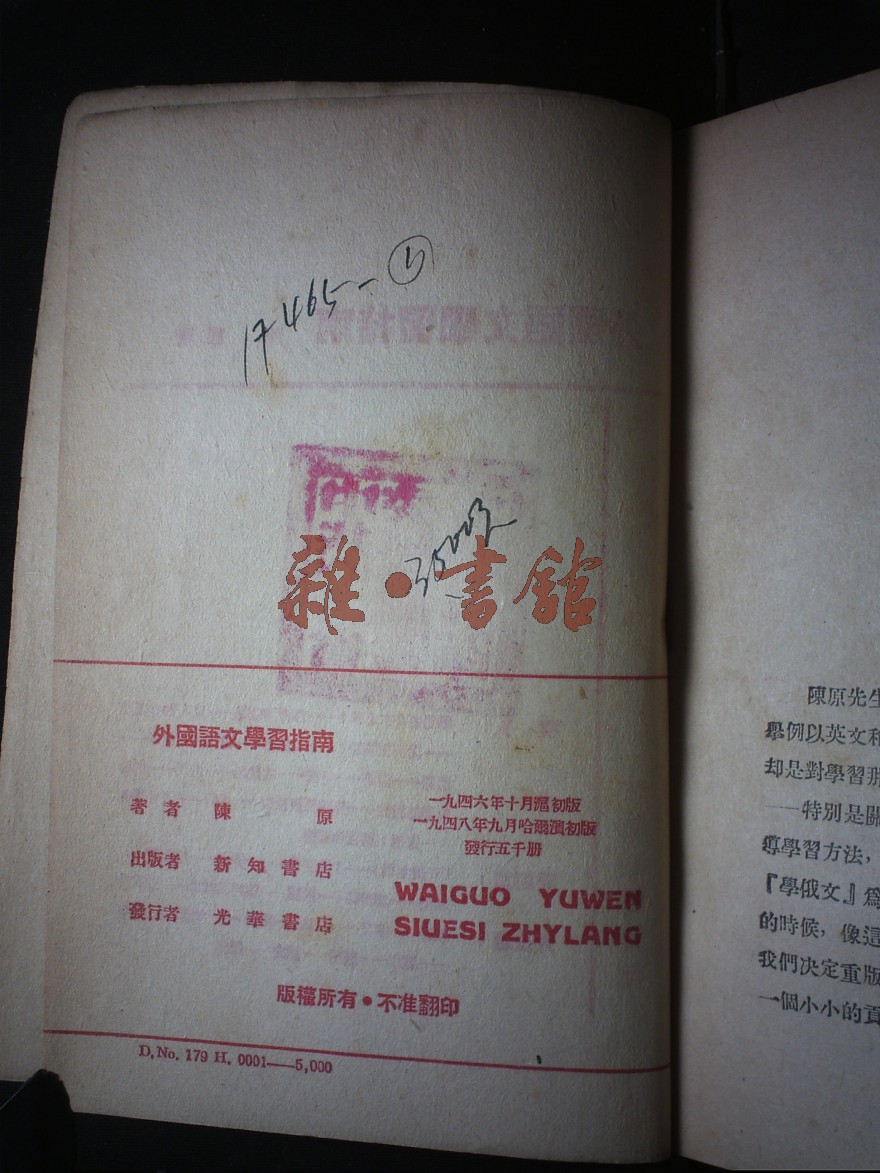 17465-
雜·書館
外國語文學習指南
著者 陳原
出版者 新知書店
發行者 光華書店
一九四六年十月滬初版
一九四八年九月哈爾濱初版
發行五千册
WAIGUO YUWEN
SIUESI ZHYLANG
版權所有·不准翻印
D. No. 179 H. 0001——5,000
陳原先生
舉例以英文和
却是對學習
——特別是關
導學習方法，
『學俄文』爲
的時候，像這
我們決定重版
一個小小的貢